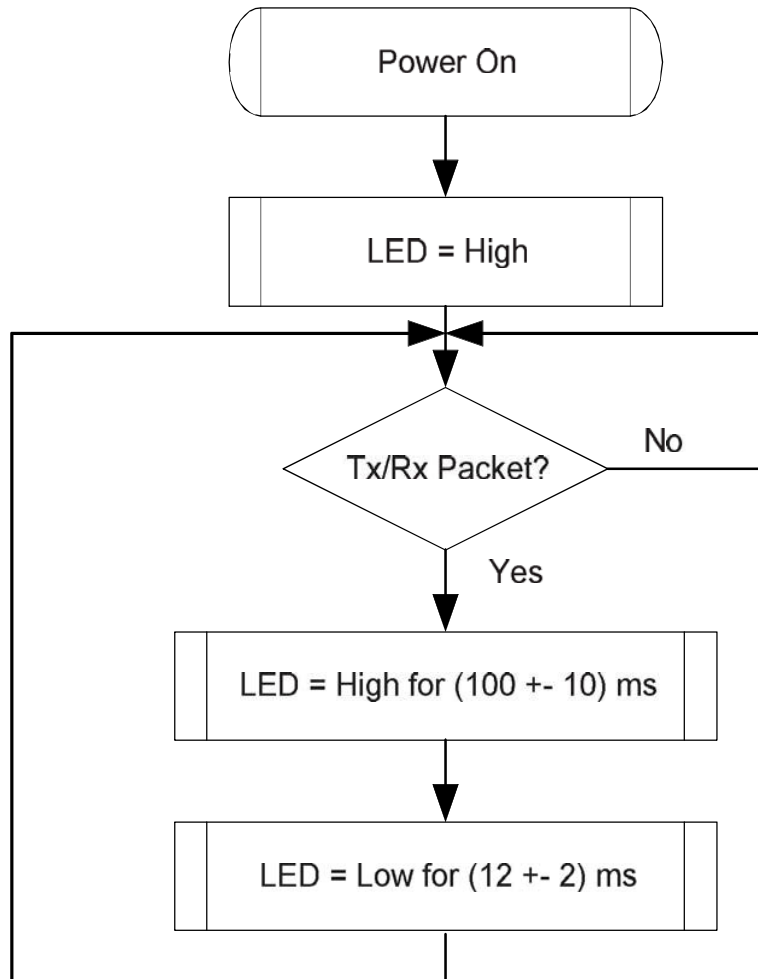 Power On
LED = High
Tx/Rx Packet?
No
Yes
LED = High for (100 +- 10) ms
LED = Low for (12 +- 2) ms